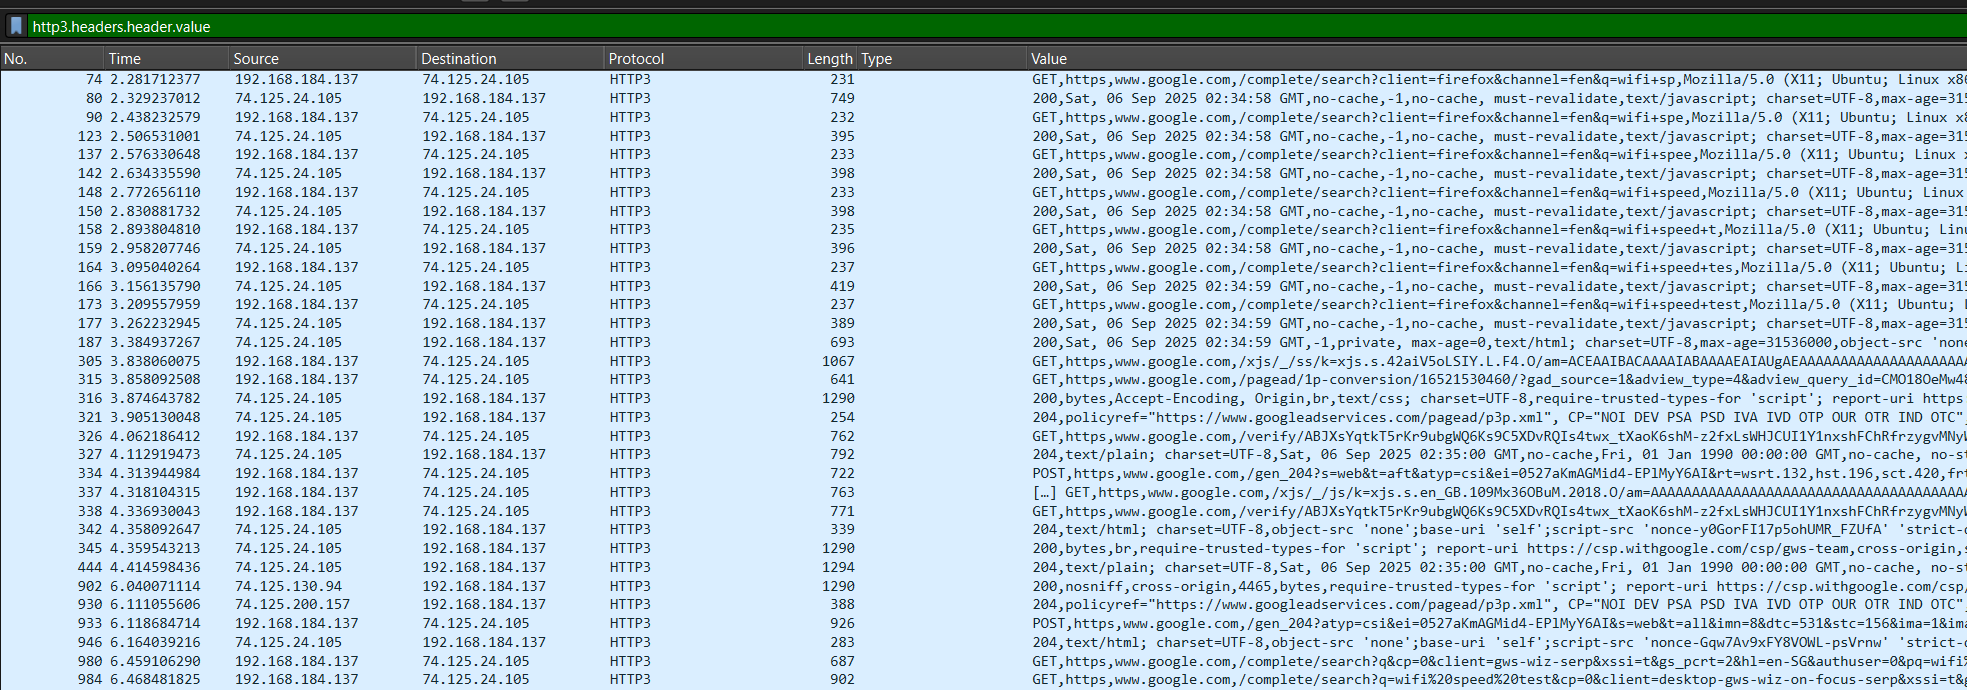 http3.headers.header.value
No. Time Source Destination Protocol Length Type Value
74 2.281712377 192.168.184.137 74.125.24.105 HTTP3 231 GET,https,www.google.com,/complete/search?client=firefox&channel=fen&q=wifi+sp,Mozilla/5.0 (X11; Ubuntu; Linux x86
80 2.329237012 74.125.24.105 192.168.184.137 HTTP3 749 200,Sat, 06 Sep 2025 02:34:58 GMT,no-cache,-1,no-cache, must-revalidate,text/javascript; charset=UTF-8,max-age=315
90 2.438232579 192.168.184.137 74.125.24.105 HTTP3 232 GET,https,www.google.com,/complete/search?client=firefox&channel=fen&q=wifi+spe,Mozilla/5.0 (X11; Ubuntu; Linux x8
123 2.506531001 74.125.24.105 192.168.184.137 HTTP3 395 200,Sat, 06 Sep 2025 02:34:58 GMT,no-cache,-1,no-cache, must-revalidate,text/javascript; charset=UTF-8,max-age=315
137 2.576330648 192.168.184.137 74.125.24.105 HTTP3 233 GET,https,www.google.com,/complete/search?client=firefox&channel=fen&q=wifi+spee,Mozilla/5.0 (X11; Ubuntu; Linux x
142 2.634335590 74.125.24.105 192.168.184.137 HTTP3 398 200,Sat, 06 Sep 2025 02:34:58 GMT,no-cache,-1,no-cache, must-revalidate,text/javascript; charset=UTF-8,max-age=315
148 2.772656110 192.168.184.137 74.125.24.105 HTTP3 233 GET,https,www.google.com,/complete/search?client=firefox&channel=fen&q=wifi+speed,Mozilla/5.0 (X11; Ubuntu; Linux
150 2.830881732 74.125.24.105 192.168.184.137 HTTP3 398 200,Sat, 06 Sep 2025 02:34:58 GMT,no-cache,-1,no-cache, must-revalidate,text/javascript; charset=UTF-8,max-age=315
158 2.893804810 192.168.184.137 74.125.24.105 HTTP3 235 GET,https,www.google.com,/complete/search?client=firefox&channel=fen&q=wifi+speed+t,Mozilla/5.0 (X11; Ubuntu; Linu
159 2.958207746 74.125.24.105 192.168.184.137 HTTP3 396 200,Sat, 06 Sep 2025 02:34:58 GMT,no-cache,-1,no-cache, must-revalidate,text/javascript; charset=UTF-8,max-age=315
164 3.095040264 192.168.184.137 74.125.24.105 HTTP3 237 GET,https,www.google.com,/complete/search?client=firefox&channel=fen&q=wifi+speed+tes,Mozilla/5.0 (X11; Ubuntu; Li
166 3.156135790 74.125.24.105 192.168.184.137 HTTP3 419 200,Sat, 06 Sep 2025 02:34:59 GMT,no-cache,-1,no-cache, must-revalidate,text/javascript; charset=UTF-8,max-age=315
173 3.209557959 192.168.184.137 74.125.24.105 HTTP3 237 GET,https,www.google.com,/complete/search?client=firefox&channel=fen&q=wifi+speed+test,Mozilla/5.0 (X11; Ubuntu; L
177 3.262232945 74.125.24.105 192.168.184.137 HTTP3 389 200,Sat, 06 Sep 2025 02:34:59 GMT,no-cache,-1,no-cache, must-revalidate,text/javascript; charset=UTF-8,max-age=315
187 3.384937267 74.125.24.105 192.168.184.137 HTTP3 693 200,Sat, 06 Sep 2025 02:34:59 GMT,-1,private, max-age=0,text/html; charset=UTF-8,max-age=31536000,object-src 'none
305 3.838060075 192.168.184.137 74.125.24.105 HTTP3 1067 GET,https,www.google.com,/xjs/_/ss/k=xjs.s.42aiV5oLSIY.L.F4.O/am=ACEAAIBACAAAAIABAAAAEAIAUgAEAAAAAAAAAAAAAAAAAAAA
315 3.858092508 192.168.184.137 74.125.24.105 HTTP3 641 GET,https,www.google.com,/pagead/1p-conversion/16521530460/?gad_source=1&adview_type=4&adview_query_id=CMO18OeMw48
316 3.874643782 74.125.24.105 192.168.184.137 HTTP3 1290 200,bytes,Accept-Encoding, Origin,br,text/css; charset=UTF-8,require-trusted-types-for 'script'; report-uri https
321 3.905130048 74.125.24.105 192.168.184.137 HTTP3 254 204,policyref="https://www.googleadservices.com/pagead/p3p.xml", CP="NOI DEV PSA PSD IVA IVD OTP OUR OTR IND OTC",
326 4.062186412 192.168.184.137 74.125.24.105 HTTP3 762 GET,https,www.google.com,/verify/ABJXsYqtkT5rKr9ubgWQ6Ks9C5XDvRQIs4twx_tXaoK6shM-z2fxLsWHJCUI1Y1nxshFChRfrzygvMNyW
327 4.112919473 74.125.24.105 192.168.184.137 HTTP3 792 204,text/plain; charset=UTF-8,Sat, 06 Sep 2025 02:35:00 GMT,no-cache,Fri, 01 Jan 1990 00:00:00 GMT,no-cache, no-st
334 4.313944984 192.168.184.137 74.125.24.105 HTTP3 722 POST,https,www.google.com,/gen_204?s=web&t=aft&atyp=csi&ei=0527aKmAGMid4-EPlMyY6AI&rt=wsrt.132,hst.196,sct.420,frt
337 4.318104315 192.168.184.137 74.125.24.105 HTTP3 763 […] GET,https,www.google.com,/xjs/_/js/k=xjs.s.en_GB.109Mx36OBuM.2018.O/am=AAAAAAAAAAAAAAAAAAAAAAAAAAAAAAAAAAAAAA
338 4.336930043 192.168.184.137 74.125.24.105 HTTP3 771 GET,https,www.google.com,/verify/ABJXsYqtkT5rKr9ubgWQ6Ks9C5XDvRQIs4twx_tXaoK6shM-z2fxLsWHJCUI1Y1nxshFChRfrzygvMNyW
342 4.358092647 74.125.24.105 192.168.184.137 HTTP3 339 204,text/html; charset=UTF-8,object-src 'none';base-uri 'self';script-src 'nonce-y0GorFI17p5ohUMR_FZUfA' 'strict-d
345 4.359543213 74.125.24.105 192.168.184.137 HTTP3 1290 200,bytes,br,require-trusted-types-for 'script'; report-uri https://csp.withgoogle.com/csp/gws-team,cross-origin,s
444 4.414598436 74.125.24.105 192.168.184.137 HTTP3 1294 204,text/plain; charset=UTF-8,Sat, 06 Sep 2025 02:35:00 GMT,no-cache,Fri, 01 Jan 1990 00:00:00 GMT,no-cache, no-st
902 6.040071114 74.125.130.94 192.168.184.137 HTTP3 1290 200,nosniff,cross-origin,4465,bytes,require-trusted-types-for 'script'; report-uri https://csp.withgoogle.com/csp/
930 6.111055606 74.125.200.157 192.168.184.137 HTTP3 388 204,policyref="https://www.googleadservices.com/pagead/p3p.xml", CP="NOI DEV PSA PSD IVA IVD OTP OUR OTR IND OTC",
933 6.118684714 192.168.184.137 74.125.24.105 HTTP3 926 POST,https,www.google.com,/gen_204?atyp=csi&ei=0527aKmAGMid4-EPlMyY6AI&s=web&t=all&imn=8&dtc=531&stc=156&ima=1&ima
946 6.164039216 74.125.24.105 192.168.184.137 HTTP3 283 204,text/html; charset=UTF-8,object-src 'none';base-uri 'self';script-src 'nonce-Gqw7Av9xFY8VOWL-psVrnw' 'strict-d
980 6.459106290 192.168.184.137 74.125.24.105 HTTP3 687 GET,https,www.google.com,/complete/search?q&cp=0&client=gws-wiz-serp&xssi=t&gs_pcrt=2&hl=en-SG&authuser=0&pq=wifi%
984 6.468481825 192.168.184.137 74.125.24.105 HTTP3 902 GET,https,www.google.com,/complete/search?q=wifi%20speed%20test&cp=0&client=desktop-gws-wiz-on-focus-serp&xssi=t&g